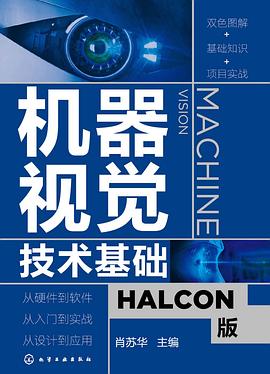 双色图解
+
基础知识
+
项目实战
MACHINE
VISION
机器
视觉
技术基础
HALCON
版
从硬件到软件
从入门到实战
从设计到应用
肖苏华 主编
化学工业出版社